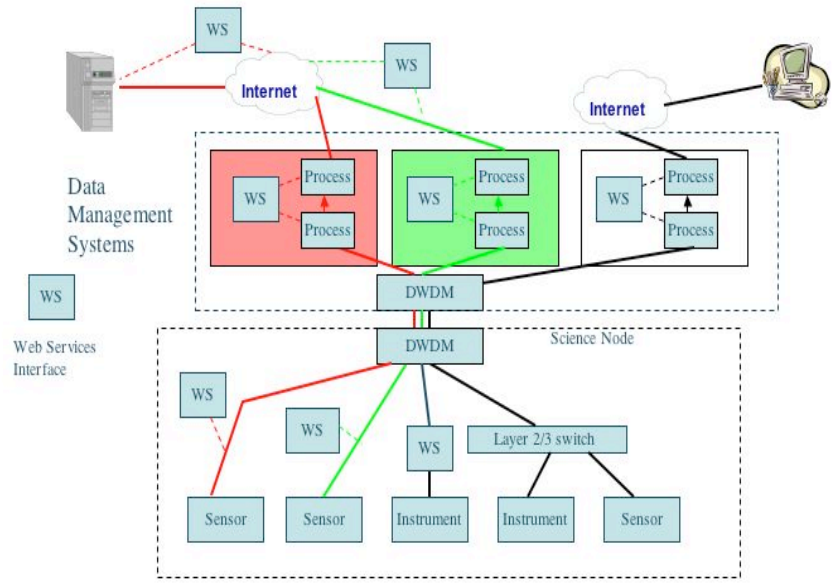 WS
WS
Internet
Internet
Data
Management
Systems
Process
WS
Process
Process
WS
Process
Process
WS
Process
WS
Web Services
Interface
DWDM
DWDM
Science Node
WS
WS
WS
Layer 2/3 switch
Sensor
Sensor
Instrument
Instrument
Sensor